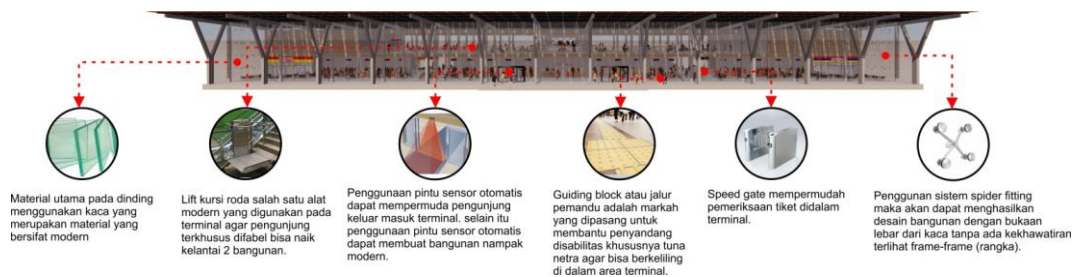 Material utama pada dinding
menggunakan kaca yang
merupakan material yang
bersifat modern
Lift kursi roda salah satu alat
modern yang digunakan pada
terminal agar pengunjung
terkhusus difabel bisa naik
kelantai 2 bangunan.
Penggunaan pintu sensor otomatis
dapat mempermuda pengunjung
keluar masuk terminal. selain itu
penggunaan pintu sensor otomatis
dapat membuat bangunan nampak
modern.
Guiding block atau jalur
pemandu adalah markah
yang dipasang untuk
membantu penyandang
disabilitas khususnya tuna
netra agar bisa berkeliling
di dalam area terminal.
Speed gate mempermudah
pemeriksaan tiket didalam
terminal.
Penggunan sistem spider fitting
maka akan dapat menghasilkan
desain bangunan dengan bukaan
lebar dari kaca tanpa ada kekhawatiran
terlihat frame-frame (rangka).